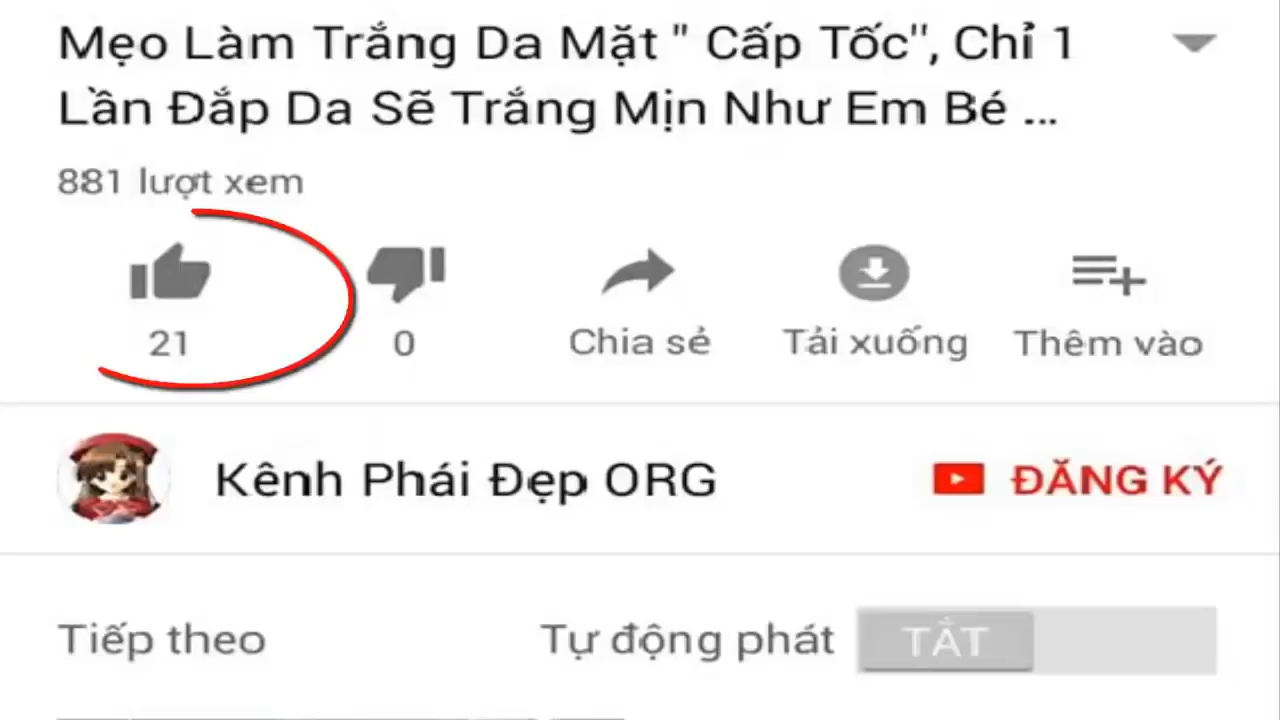 Mẹo Làm Trắng Da Mặt " Cấp Tốc", Chỉ 1
Lần Đắp Da Sẽ Trắng Mịn Như Em Bé ...
881 lượt xem
21
0
Chia sẻ
Tải xuống
Thêm vào
Kênh Phái Đẹp ORG
ĐĂNG KÝ
Tiếp theo
Tự động phát
TẮT